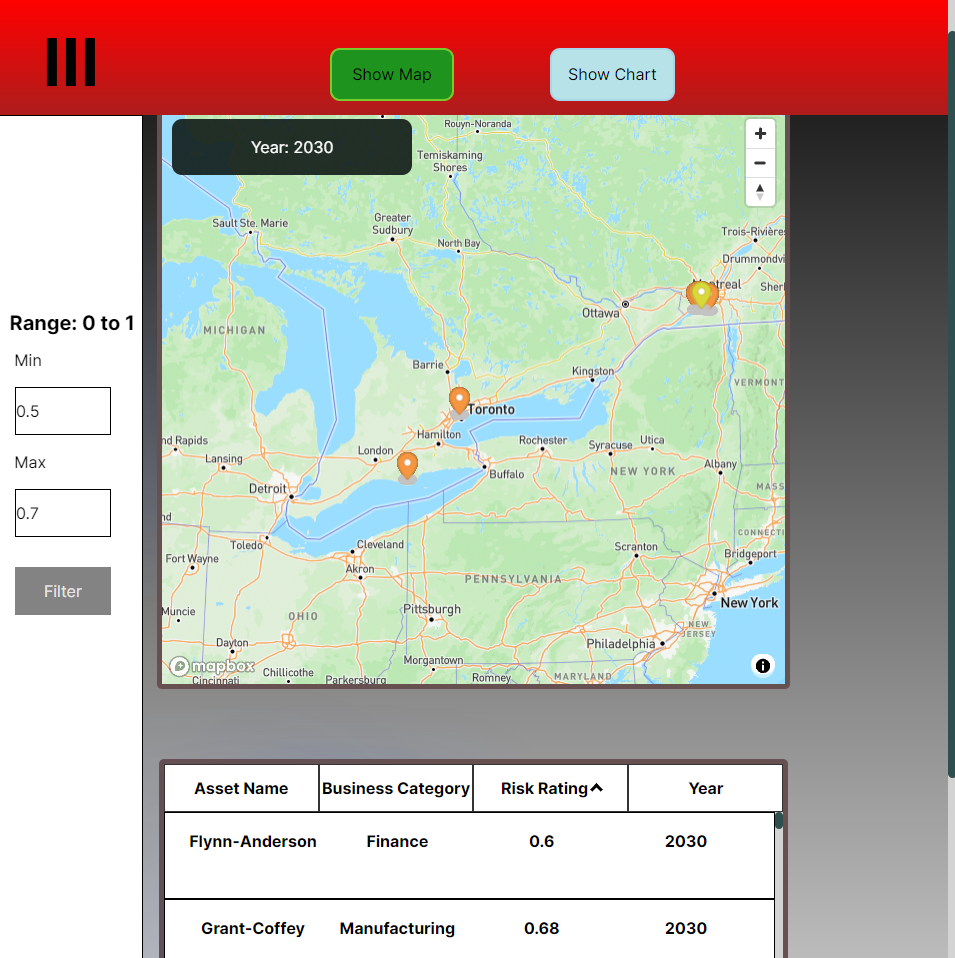 Show Map
Show Chart
Year: 2030
Rouyn-Noranda
Temiskaming
Shores
Sault Ste. Marie
Greater
Sudbury
North Bay
Trois-Rivières
Drummondvi
Montreal
Sher
Ottawa
MICHIGAN
Barrie
Kingston
VERMONT
Toronto
Hamilton
nd Rapids
Lansing
London
Rochester
Syracuse
Utica
Buffalo
NEW YORK
Albany
Detroit
MASS
nd
CONNECTI
Toledo
Cleveland
Scranton
Bridgeport
Fort Wayne
Akron
PENNSYLVANIA
New York
Muncie
OHIO
Pittsburgh
NEW
JERSEY
Dayton
Philadelphia
Morgantown
mapbox
Chillicothe
Cincinnati
Parkersburg
Romney
MARYLAND
Range: 0 to 1
Min
0.5
Max
0.7
Filter
Asset Name Business Category Risk Rating Year
Flynn-Anderson Finance 0.6 2030
Grant-Coffey Manufacturing 0.68 2030